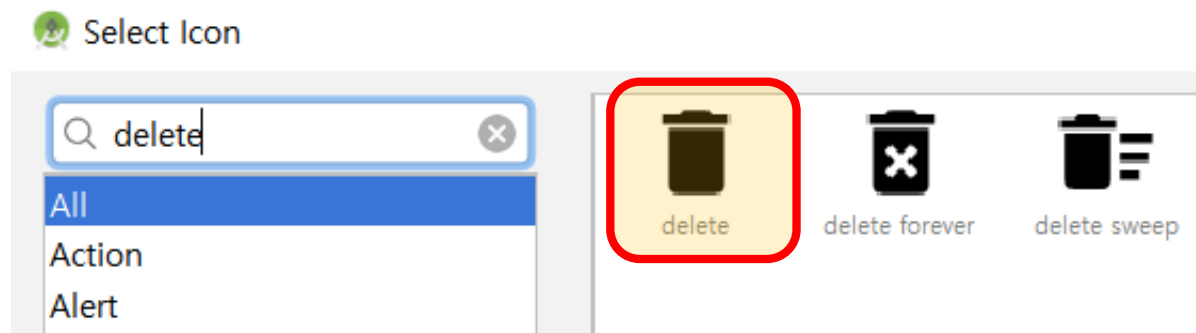 Select Icon
delete
All
Action
Alert
delete
delete forever
delete sweep